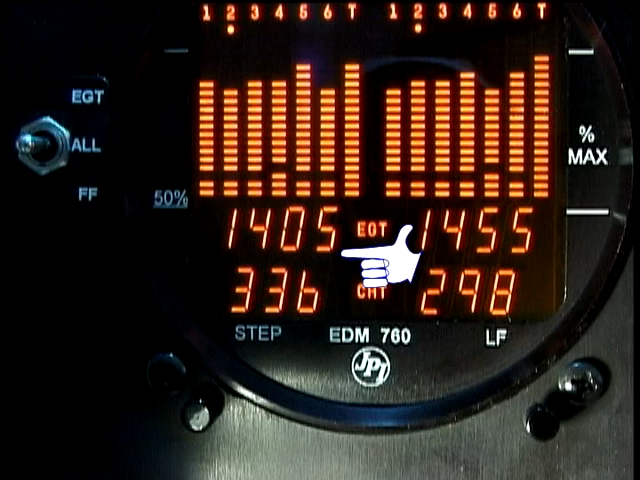 1 2 3 4 5 6 T 1 2 3 4 5 6 T
EGT
ALL
FF
% MAX
50%
1405 EGT 1455
336 CHT 298
STEP EDM 760 LF
JPI